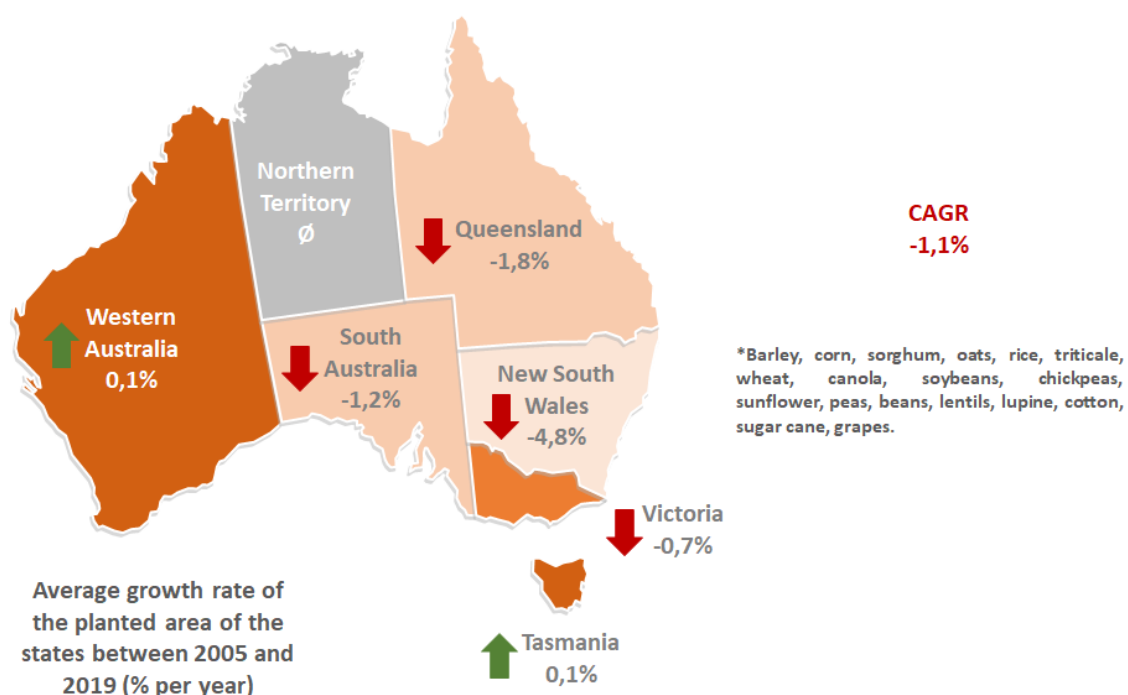 Northern
Territory
Ø
Queensland
-1,8%
CAGR
-1,1%
Western
Australia
0,1%
South
Australia
-1,2%
New South
Wales
-4,8%
*Barley, corn, sorghum, oats, rice, triticale,
wheat, canola, soybeans, chickpeas,
sunflower, peas, beans, lentils, lupine, cotton,
sugar cane, grapes.
Victoria
-0,7%
Average growth rate of
the planted area of the
states between 2005 and
2019 (% per year)
Tasmania
0,1%